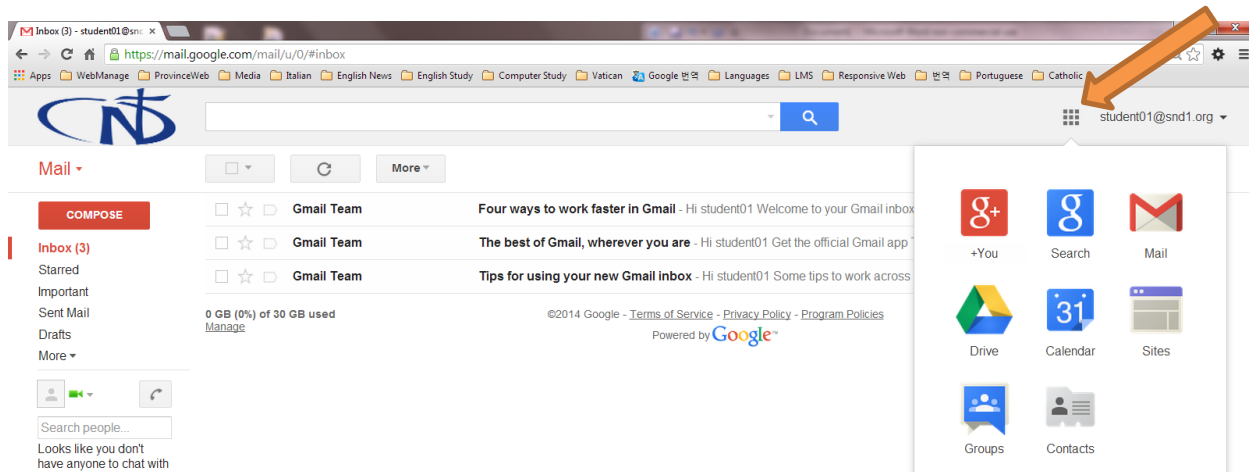 Inbox (3) - student01@snd
https://mail.google.com/mail/u/0/#inbox
Apps WebManage ProvinceWeb Media Italian English News English Study Computer Study Vatican Google 번역 Languages LMS Responsive Web 번역 Portuguese Catholic
student01@snd1.org
Mail
More
COMPOSE
Gmail Team Four ways to work faster in Gmail - Hi student01 Welcome to your Gmail inbox
Inbox (3)
Gmail Team The best of Gmail, wherever you are - Hi student01 Get the official Gmail app
Starred
Gmail Team Tips for using your new Gmail inbox - Hi student01 Some tips to work across
Important
Sent Mail
Drafts
More
0 GB (0%) of 30 GB used
Manage
©2014 Google - Terms of Service - Privacy Policy - Program Policies
Powered by Google™
Search people...
Looks like you don't
have anyone to chat with
+You Search Mail
31
Drive Calendar Sites
Groups Contacts